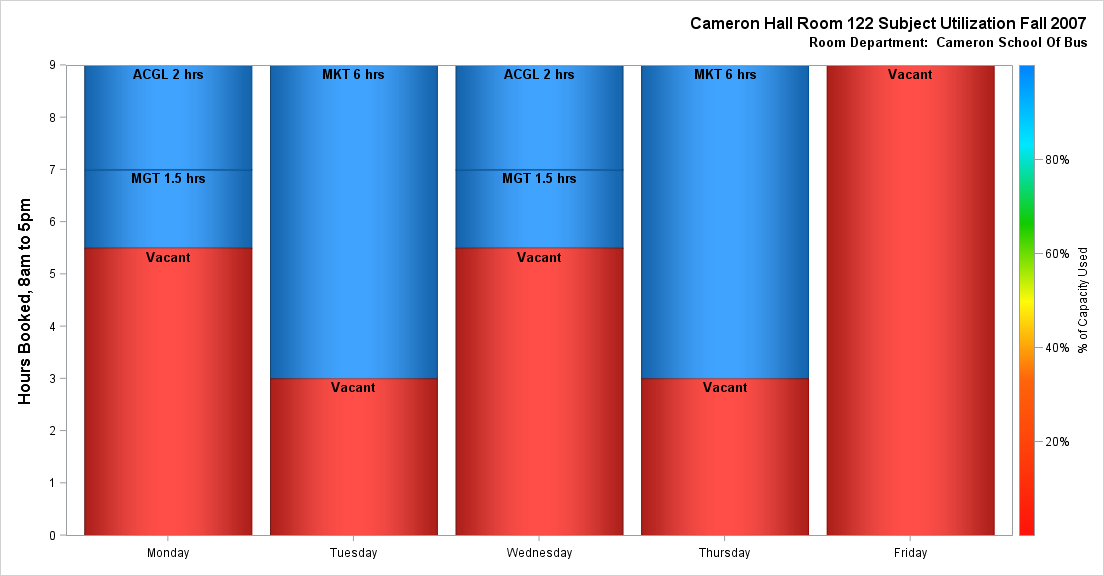 Cameron Hall Room 122 Subject Utilization Fall 2007
Room Department:  Cameron School Of Bus
Hours Booked, 8am to 5pm
9
8
7
6
5
4
3
2
1
0
ACGL 2 hrs
MGT 1.5 hrs
Vacant
MKT 6 hrs
Vacant
ACGL 2 hrs
MGT 1.5 hrs
Vacant
MKT 6 hrs
Vacant
Vacant
Monday
Tuesday
Wednesday
Thursday
Friday
80%
60%
40%
20%
% of Capacity Used